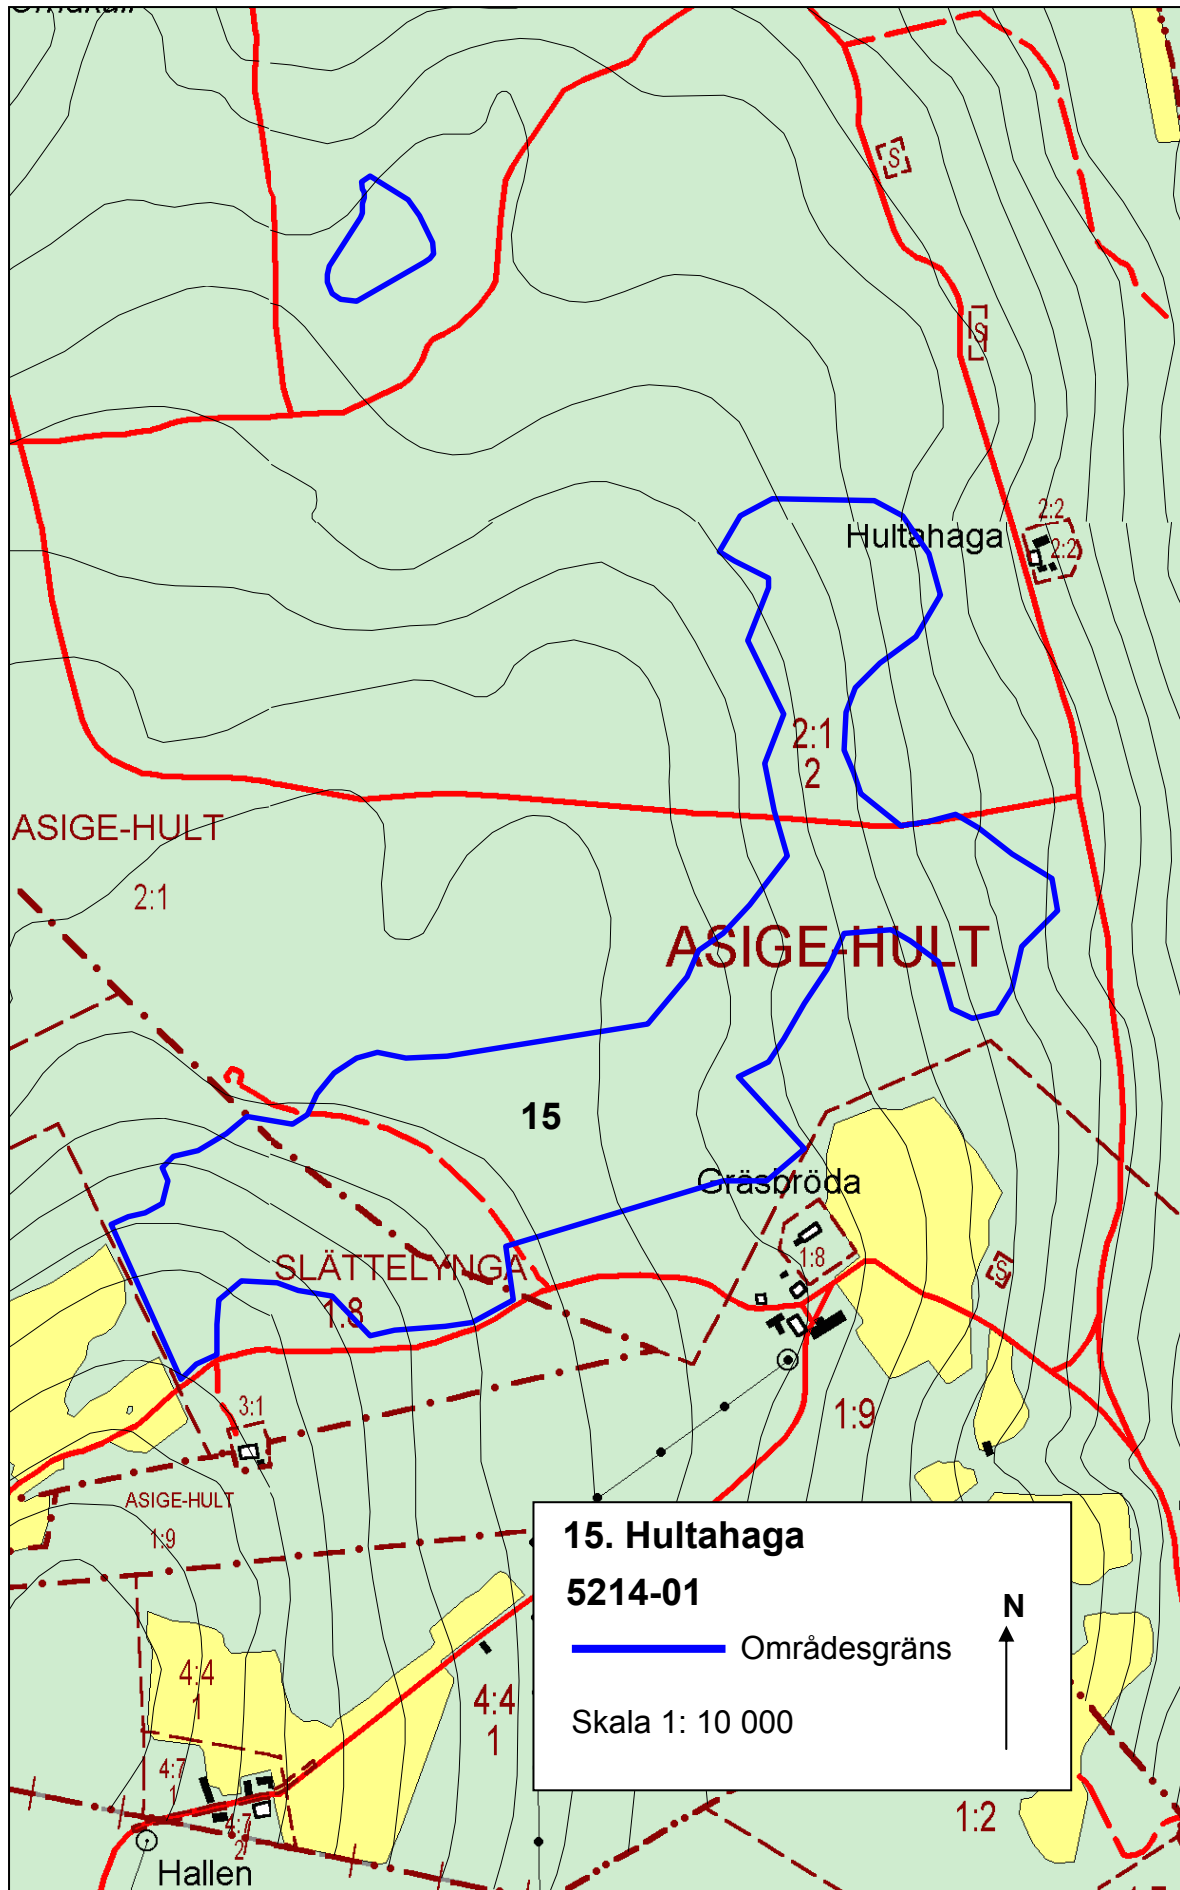 S
S
2:2
Hultahaga
2:2
2:1
2
ASIGE-HULT
2:1
ASIGE-HULT
15
Gräsbröda
1:8
SLÄTTELYNGA
1:8
S
3:1
1:9
ASIGE-HULT
1:9
15. Hultahaga
5214-01
N
Områdesgräns
Skala 1: 10 000
4:4
1
4:4
1
4:7
1
4:7
2
1:2
Hallen